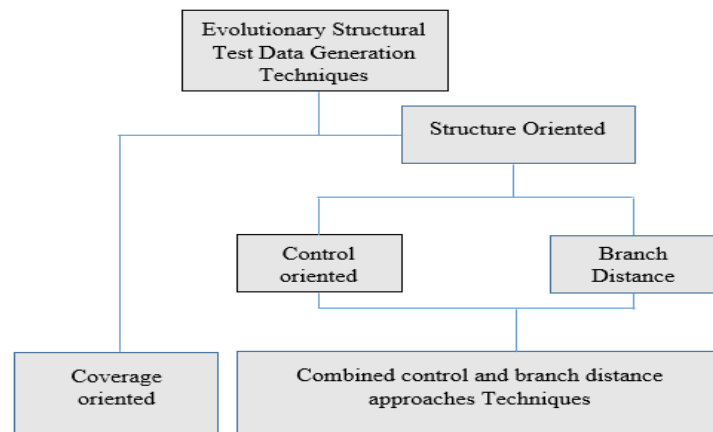 Evolutionary Structural
Test Data Generation
Techniques
Structure Oriented
Control
oriented
Branch
Distance
Coverage
oriented
Combined control and branch distance
approaches Techniques